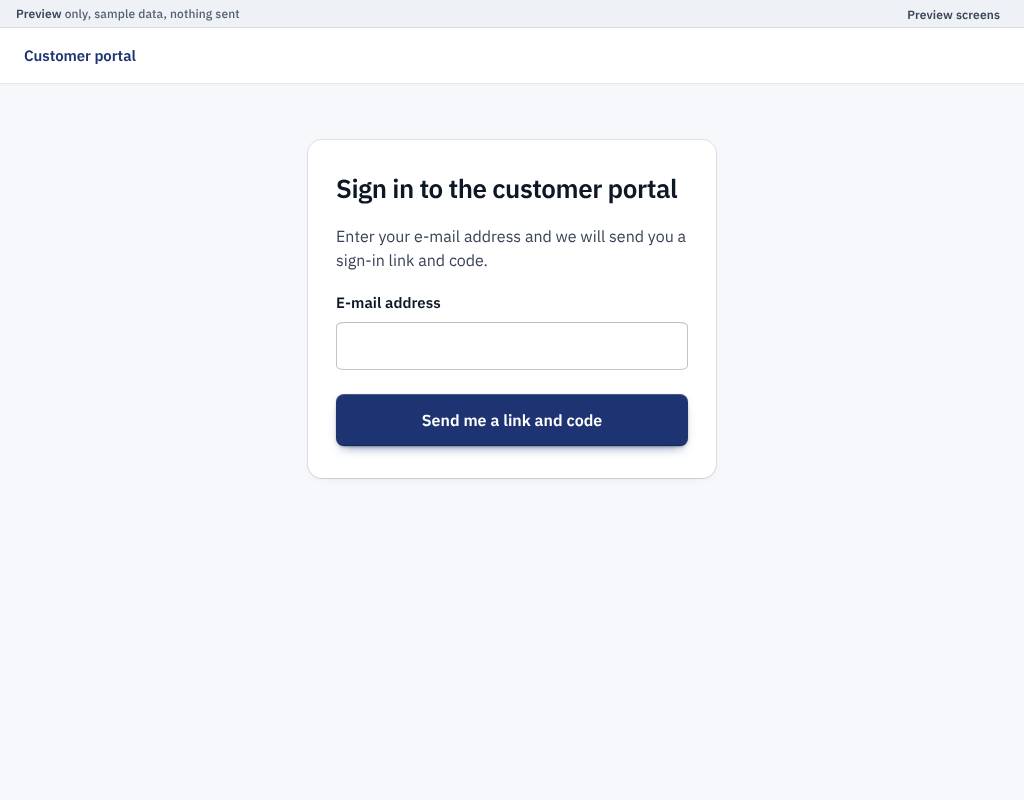 Preview only, sample data, nothing sent
Preview screens
Customer portal
Sign in to the customer portal
Enter your e-mail address and we will send you a
sign-in link and code.
E-mail address
Send me a link and code